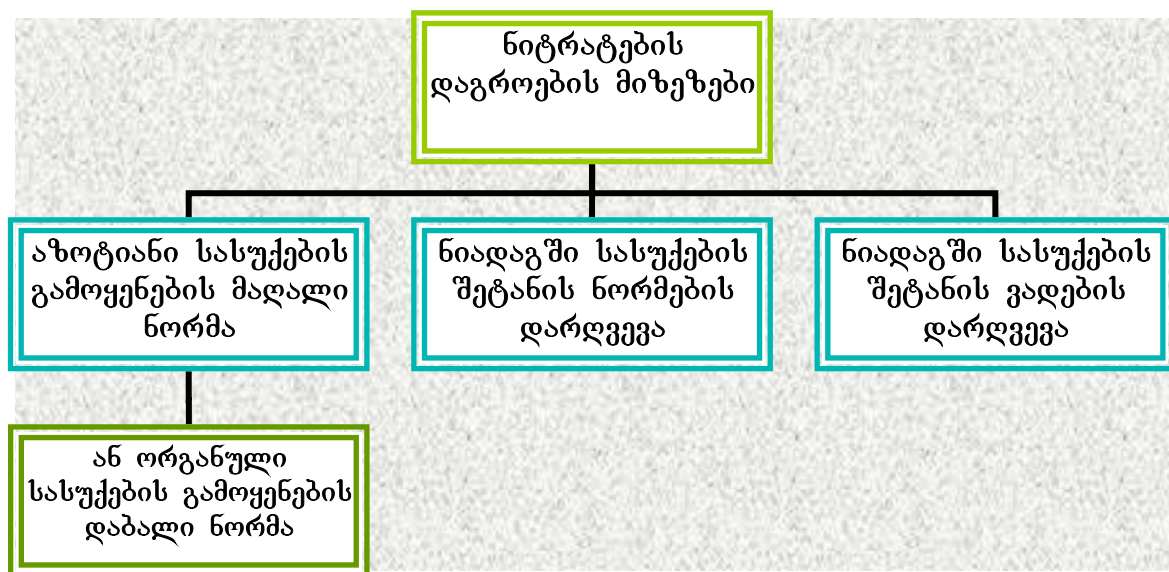 ნიტრატების
დაგროების მიზეზები
აზოტიანი სასუქების
გამოყენების მაღალი
ნორმა
ნიადაგში სასუქების
შეტანის ნორმების
დარღვევა
ნიადაგში სასუქების
შეტანის ვადების
დარღვევა
ან ორგანული
სასუქების გამოყენების
დაბალი ნორმა